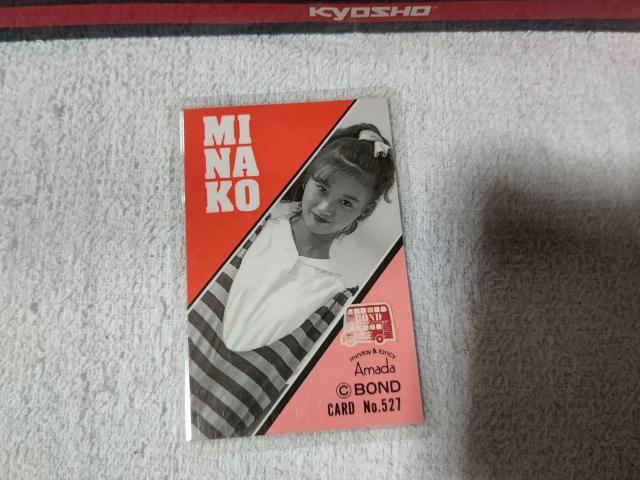 KYOSHO
MI
NA
KO
BOND
minitoy & fancy
Amada
© BOND
CARD No.527